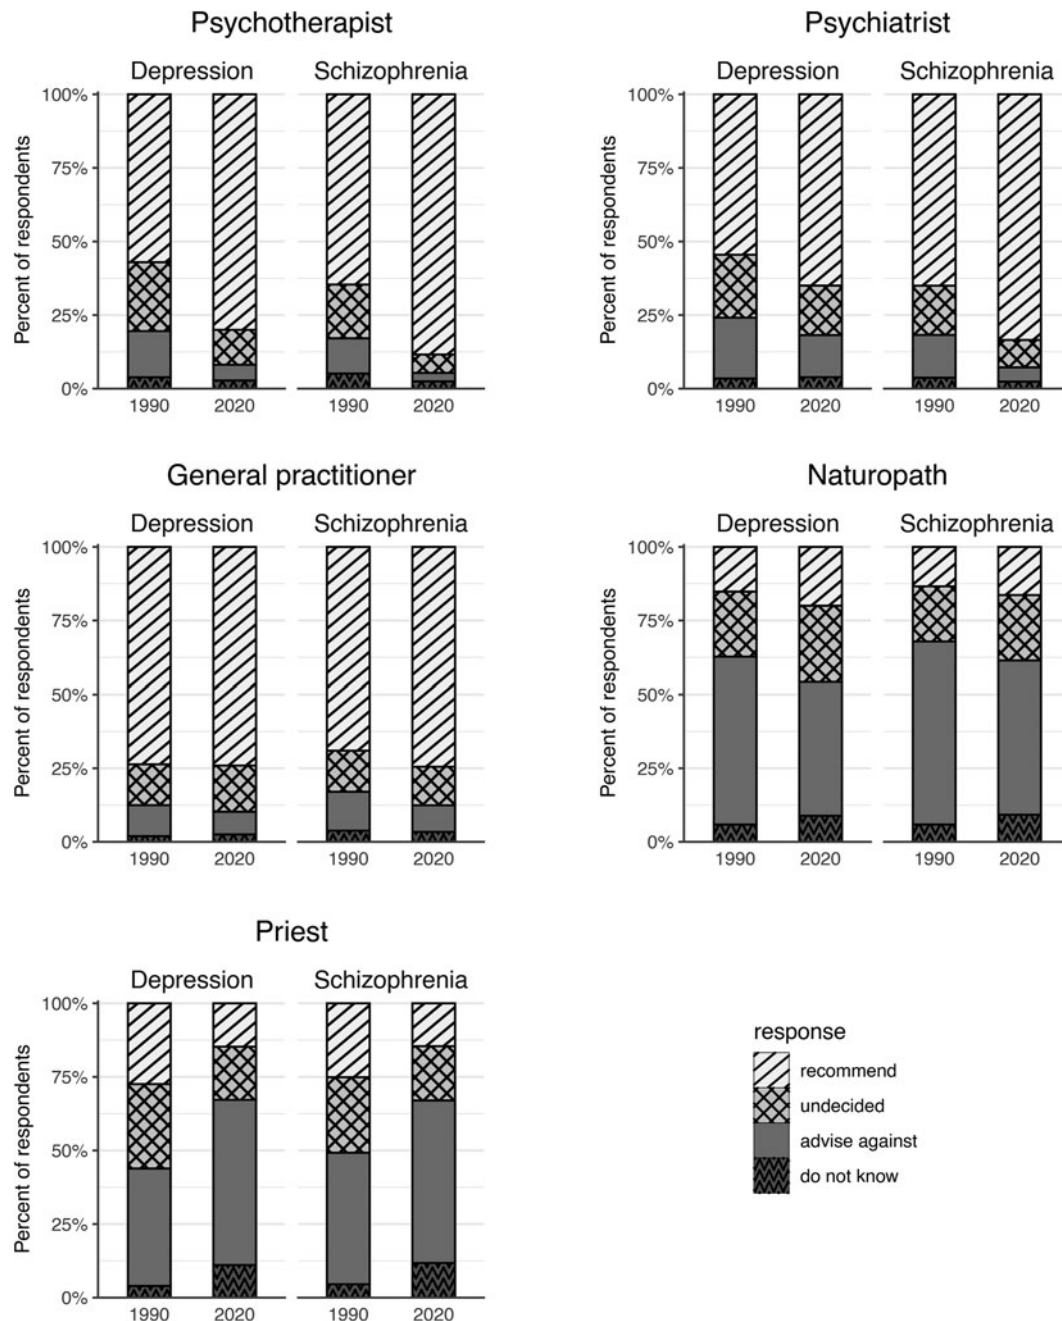 Psychotherapist
Depression Schizophrenia
100%
75%
50%
25%
0%
Percent of respondents
1990 2020 1990 2020
Psychiatrist
Depression Schizophrenia
100%
75%
50%
25%
0%
Percent of respondents
1990 2020 1990 2020
General practitioner
Depression Schizophrenia
100%
75%
50%
25%
0%
Percent of respondents
1990 2020 1990 2020
Naturopath
Depression Schizophrenia
100%
75%
50%
25%
0%
Percent of respondents
1990 2020 1990 2020
Priest
Depression Schizophrenia
100%
75%
50%
25%
0%
Percent of respondents
1990 2020 1990 2020
response
recommend
undecided
advise against
do not know